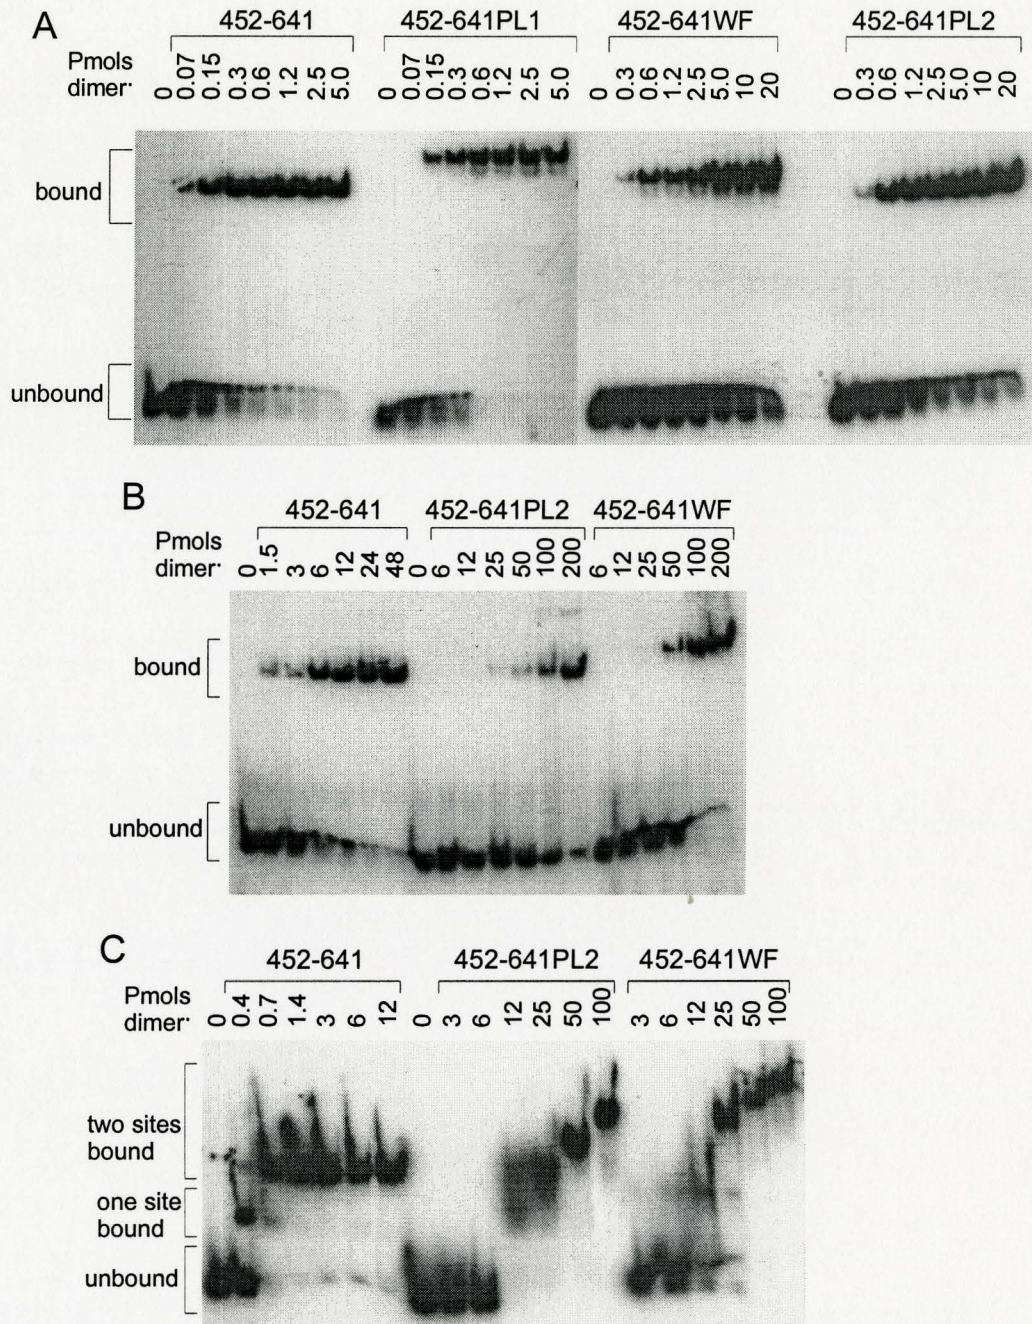 A
452-641 452-641PL1 452-641WF 452-641PL2
Pmols dimer: 0 0.07 0.15 0.3 0.6 1.2 2.5 5.0 0 0.07 0.15 0.3 0.6 1.2 2.5 5.0 0 0.3 0.6 1.2 2.5 5.0 10 20 0 0.3 0.6 1.2 2.5 5.0 10 20
bound
unbound
B
452-641 452-641PL2 452-641WF
Pmols dimer: 0 1.5 3 6 12 24 48 0 6 12 25 50 100 200 6 12 25 50 100 200
bound
unbound
C
452-641 452-641PL2 452-641WF
Pmols dimer: 0 0.4 0.7 1.4 3 6 12 0 3 6 12 25 50 100 3 6 12 25 50 100
two sites
bound
one site
bound
unbound